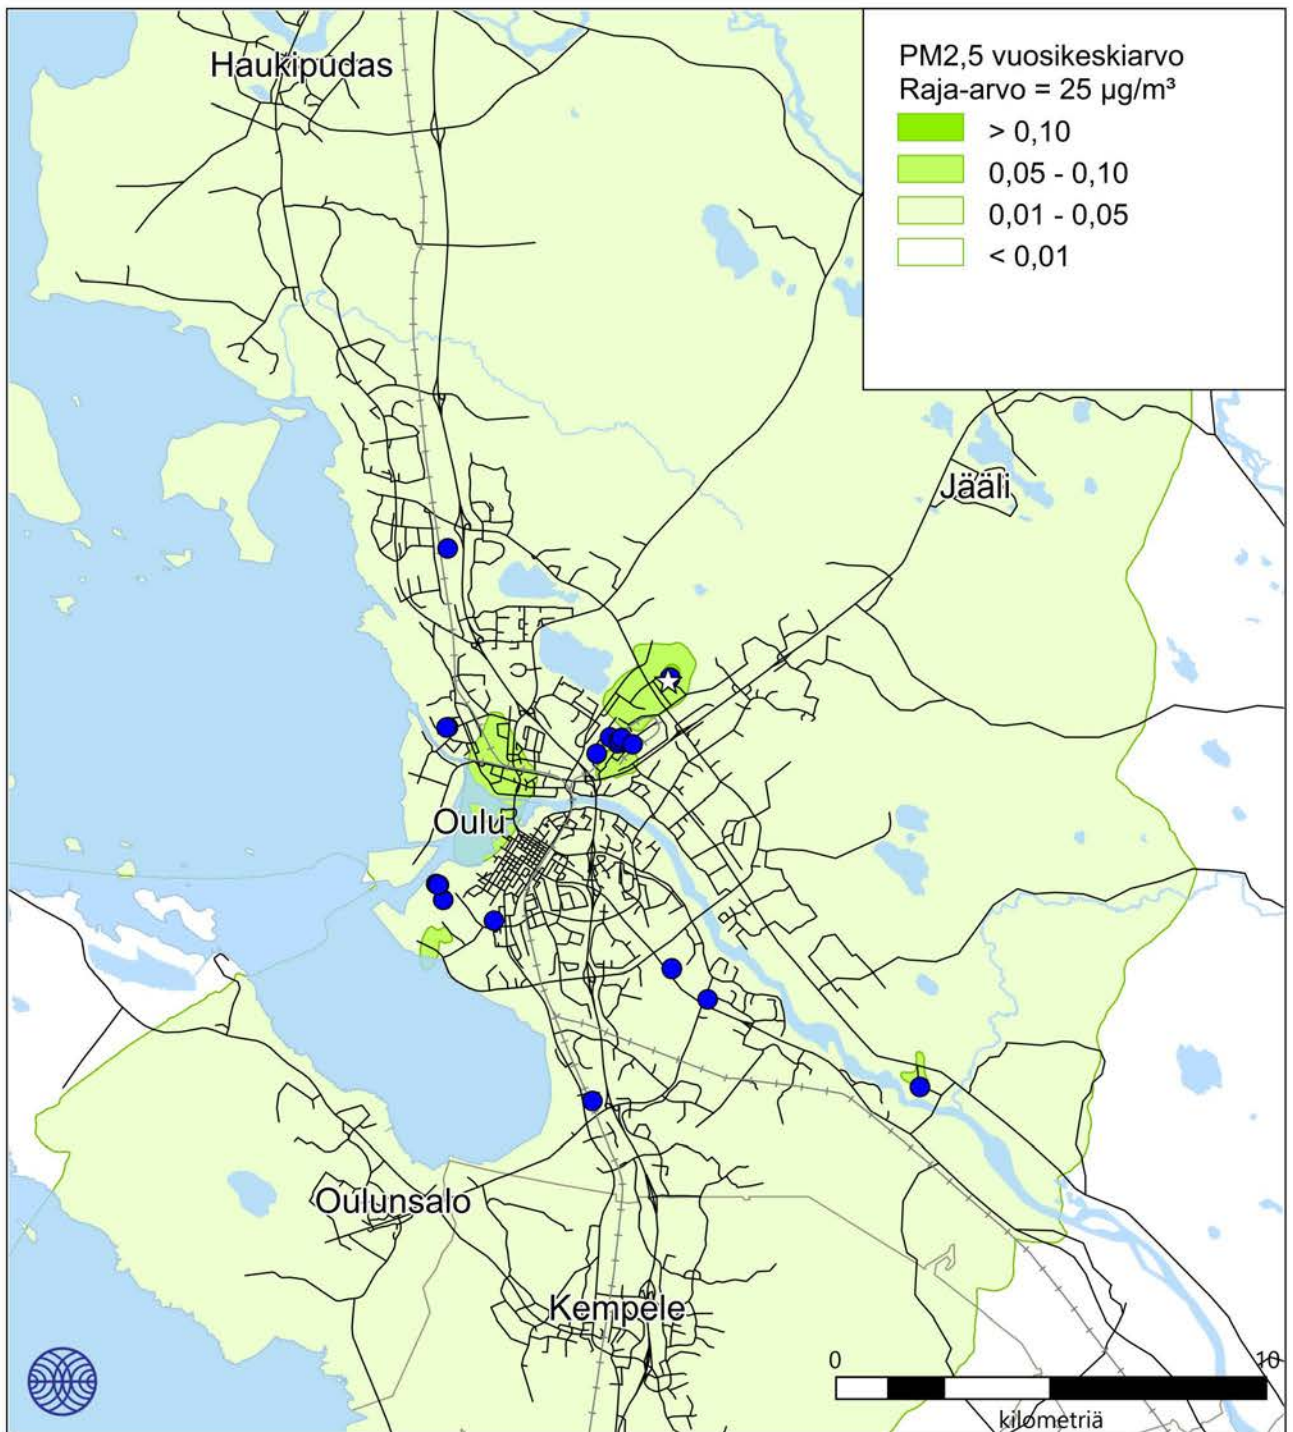 Haukipudas
PM2,5 vuosikeskiarvo
Raja-arvo = 25 µg/m³
> 0,10
0,05 - 0,10
0,01 - 0,05
< 0,01
Jääli
Oulu
Oulunsalo
Kempele
0 10
kilometriä